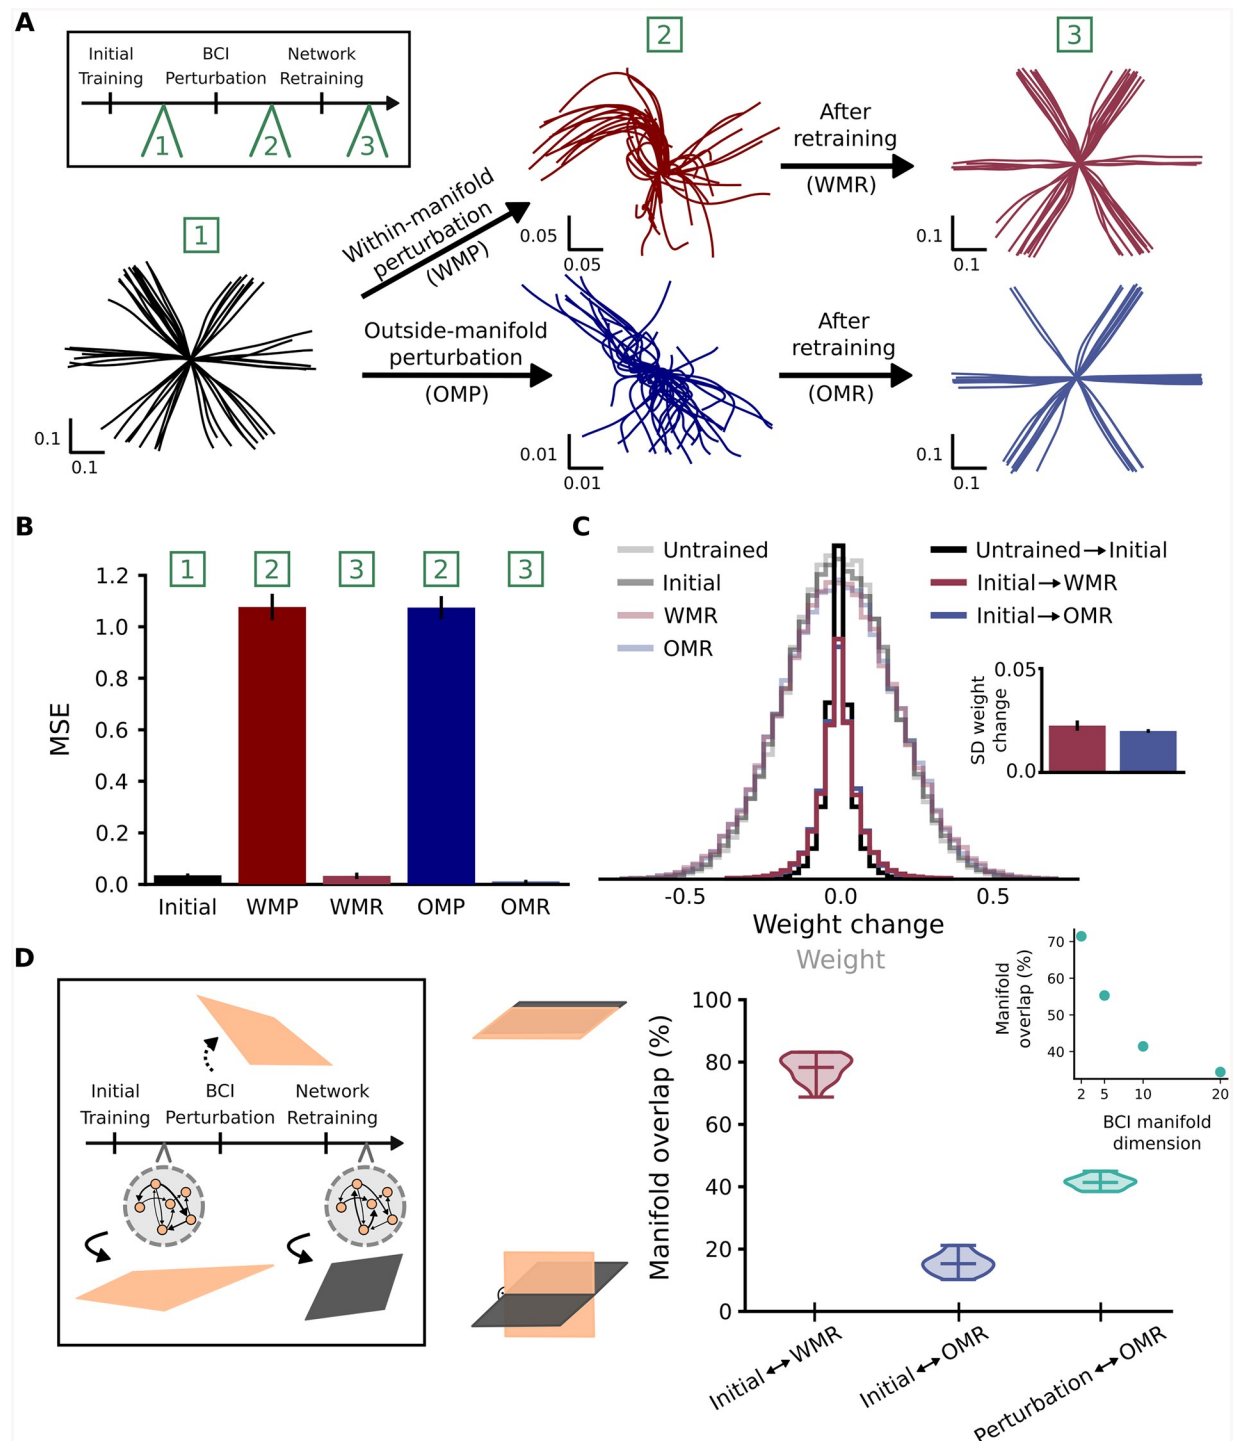 A
Initial
Training
BCI
Perturbation
Network
Retraining
1
2
3
1
0.1
0.1
Within-manifold
perturbation
(WMP)
Outside-manifold
perturbation
(OMP)
2
0.05
0.05
0.01
0.01
After
retraining
(WMR)
After
retraining
(OMR)
3
0.1
0.1
0.1
0.1
B
1
2
3
2
3
MSE
1.2
1.0
0.8
0.6
0.4
0.2
0.0
Initial
WMP
WMR
OMP
OMR
C
Untrained
Initial
WMR
OMR
Untrained→Initial
Initial→WMR
Initial→OMR
SD weight
change
0.05
0.0
-0.5
0.0
0.5
Weight change
Weight
D
Initial
Training
BCI
Perturbation
Network
Retraining
Manifold overlap (%)
100
80
60
40
20
0
Initial↔WMR
Initial↔OMR
Perturbation↔OMR
Manifold
overlap (%)
70
60
50
40
2
5
10
20
BCI manifold
dimension